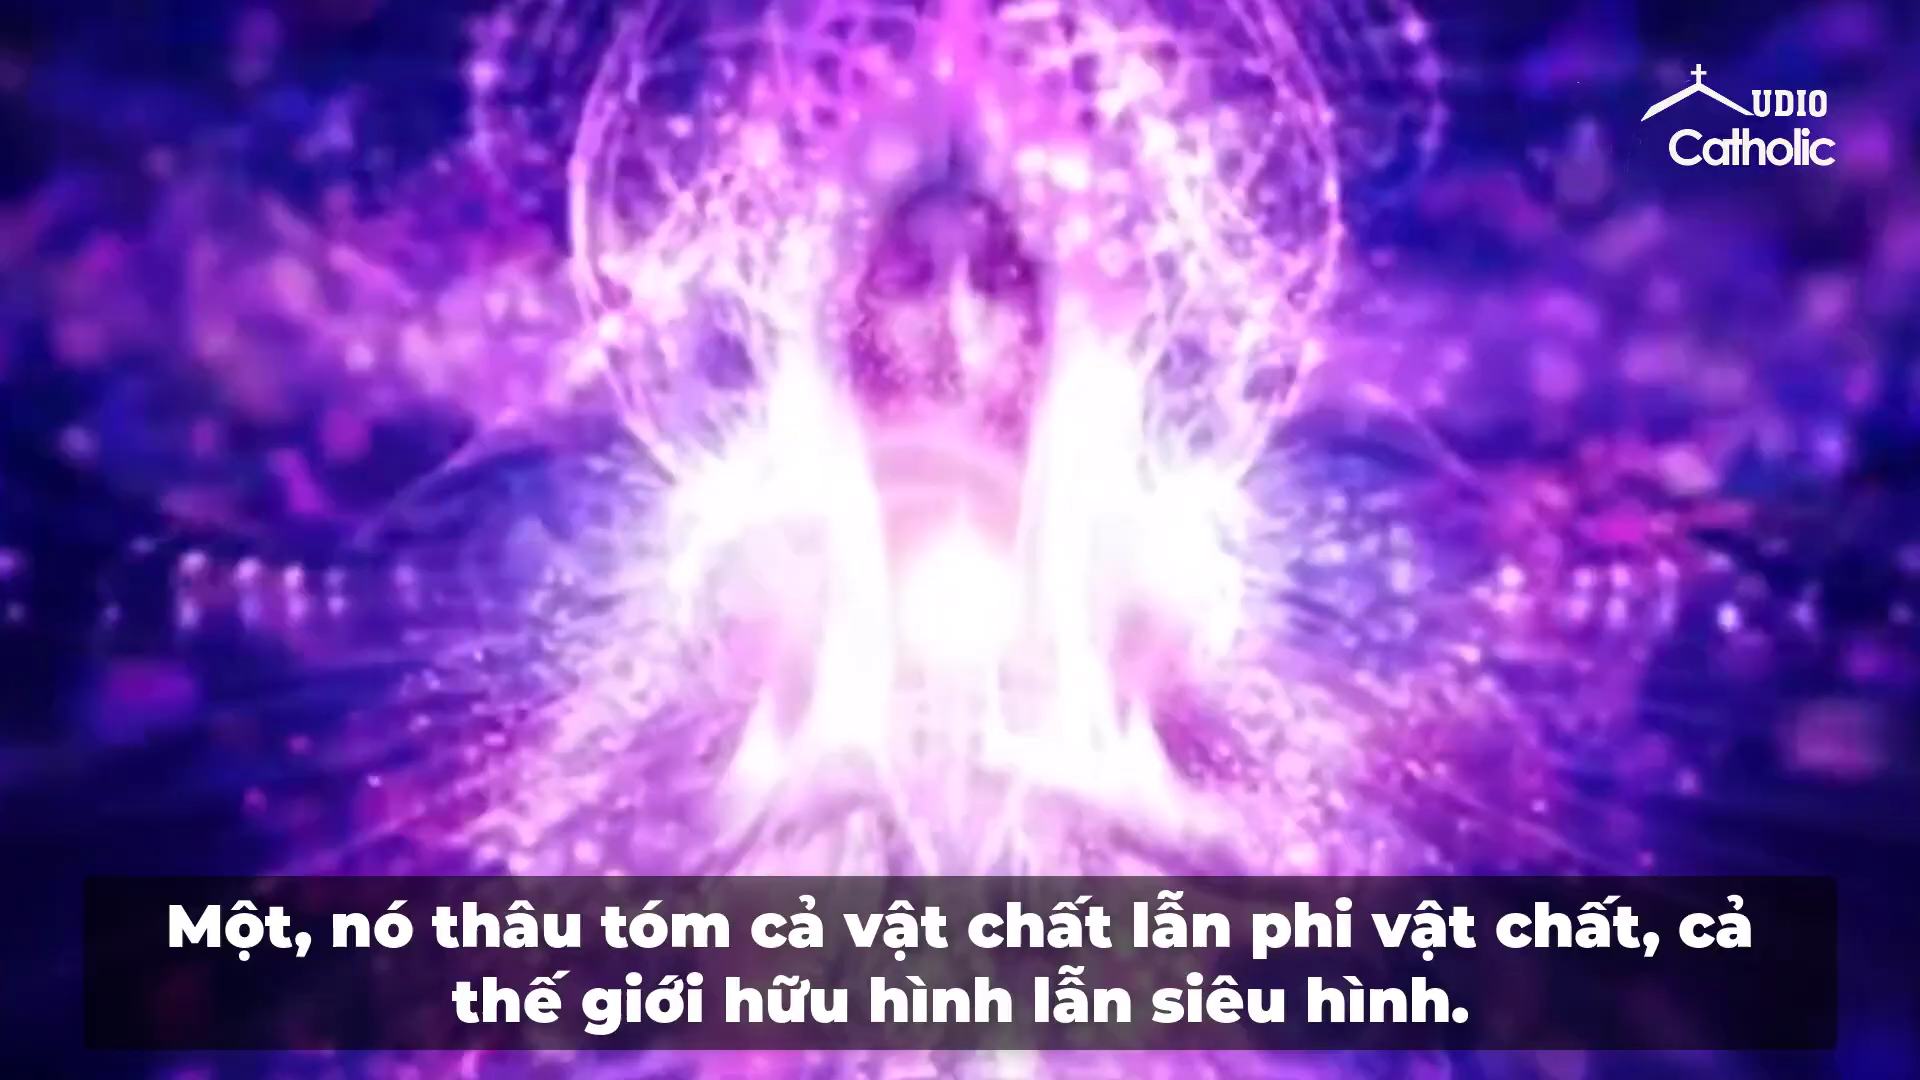 UDIO
Catholic
Một, nó thâu tóm cả vật chất lẫn phi vật chất, cả
thế giới hữu hình lẫn siêu hình.